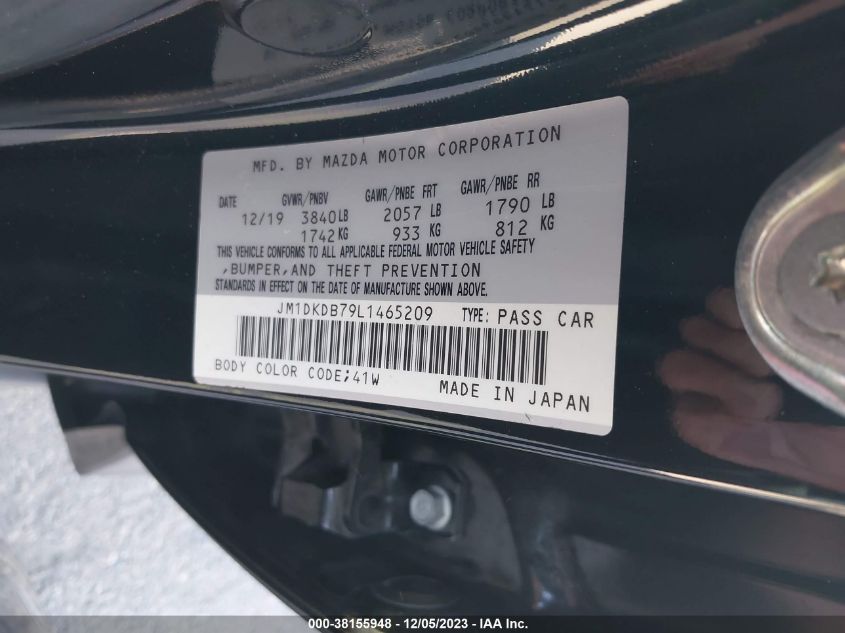 MFD. BY MAZDA MOTOR CORPORATION
DATE GVWR/PNBV GAWR/PNBE FRT GAWR/PNBE RR
12/19 3840LB 2057 LB 1790 LB
1742KG 933 KG 812 KG
THIS VEHICLE CONFORMS TO ALL APPLICABLE FEDERAL MOTOR VEHICLE SAFETY
,BUMPER,AND THEFT PREVENTION
STANDARDS IN EFFECT ON THE DATE OF MANUFACTURE SHOWN ABOVE.
JM1DKDB79L1465209 TYPE: PASS CAR
BODY COLOR CODE;41W
MADE IN JAPAN
IADD-38155948 - 12/05/2023 - IAA Inc.